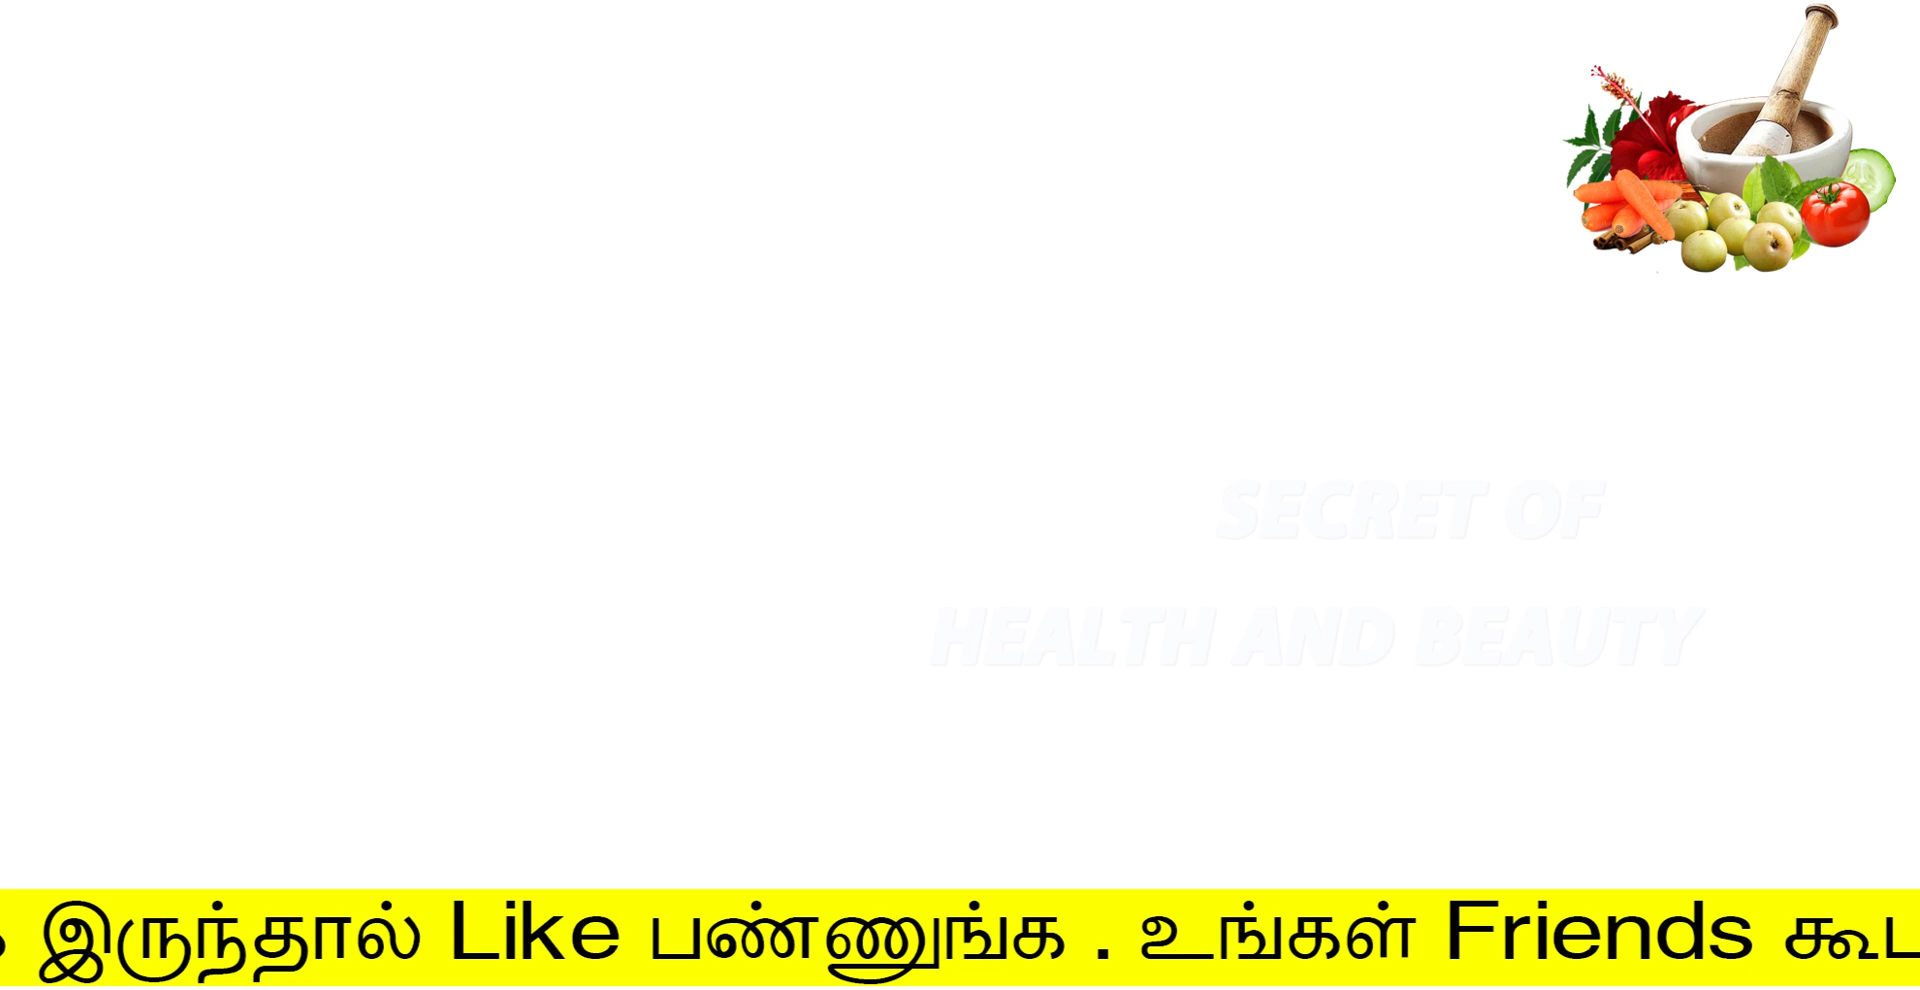 SECRET OF
HEALTH AND BEAUTY
இருந்தால் Like பண்ணுங்க . உங்கள் Friends கூட